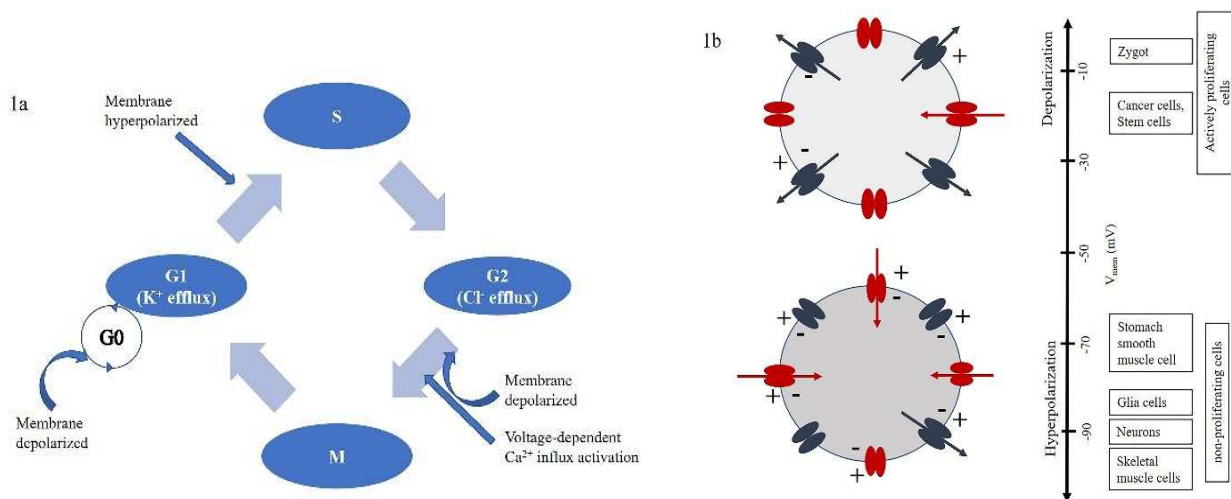 1a
Membrane
hyperpolarized
S
G1
(K⁺ efflux)
G2
(Cl⁻ efflux)
G0
Membrane
depolarized
Membrane
depolarized
Voltage-dependent
Ca²⁺ influx activation
M
1b
+
-
-
+
-
+
-
+
-
+
-
+
-
-
+
-
+
-
+
Depolarization
Hyperpolarization
-10
-30
-50
-70
-90
V_mem (mV)
Zygot
Cancer cells,
Stem cells
Actively proliferating
cells
Stomach
smooth
muscle cell
Glia cells
Neurons
Skeletal
muscle cells
non-proliferating cells